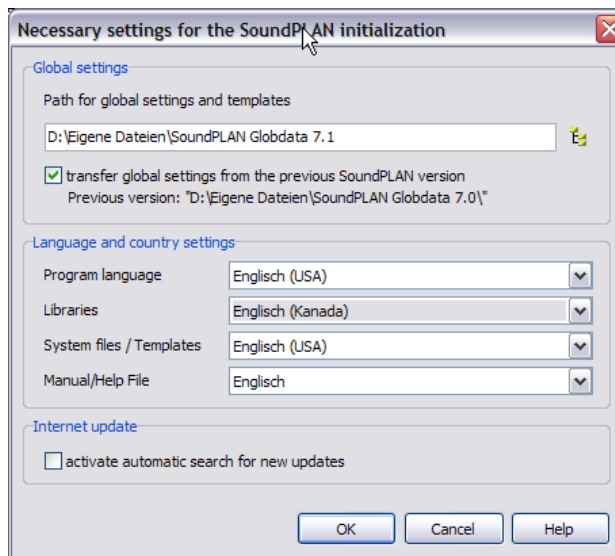 Necessary settings for the SoundPLAN initialization
Global settings
Path for global settings and templates
D:\Eigene Dateien\SoundPLAN Globdata 7.1
transfer global settings from the previous SoundPLAN version
Previous version: "D:\Eigene Dateien\SoundPLAN Globdata 7.0\"
Language and country settings
Program language Englisch (USA)
Libraries Englisch (Kanada)
System files / Templates Englisch (USA)
Manual/Help File Englisch
Internet update
activate automatic search for new updates
OK Cancel Help